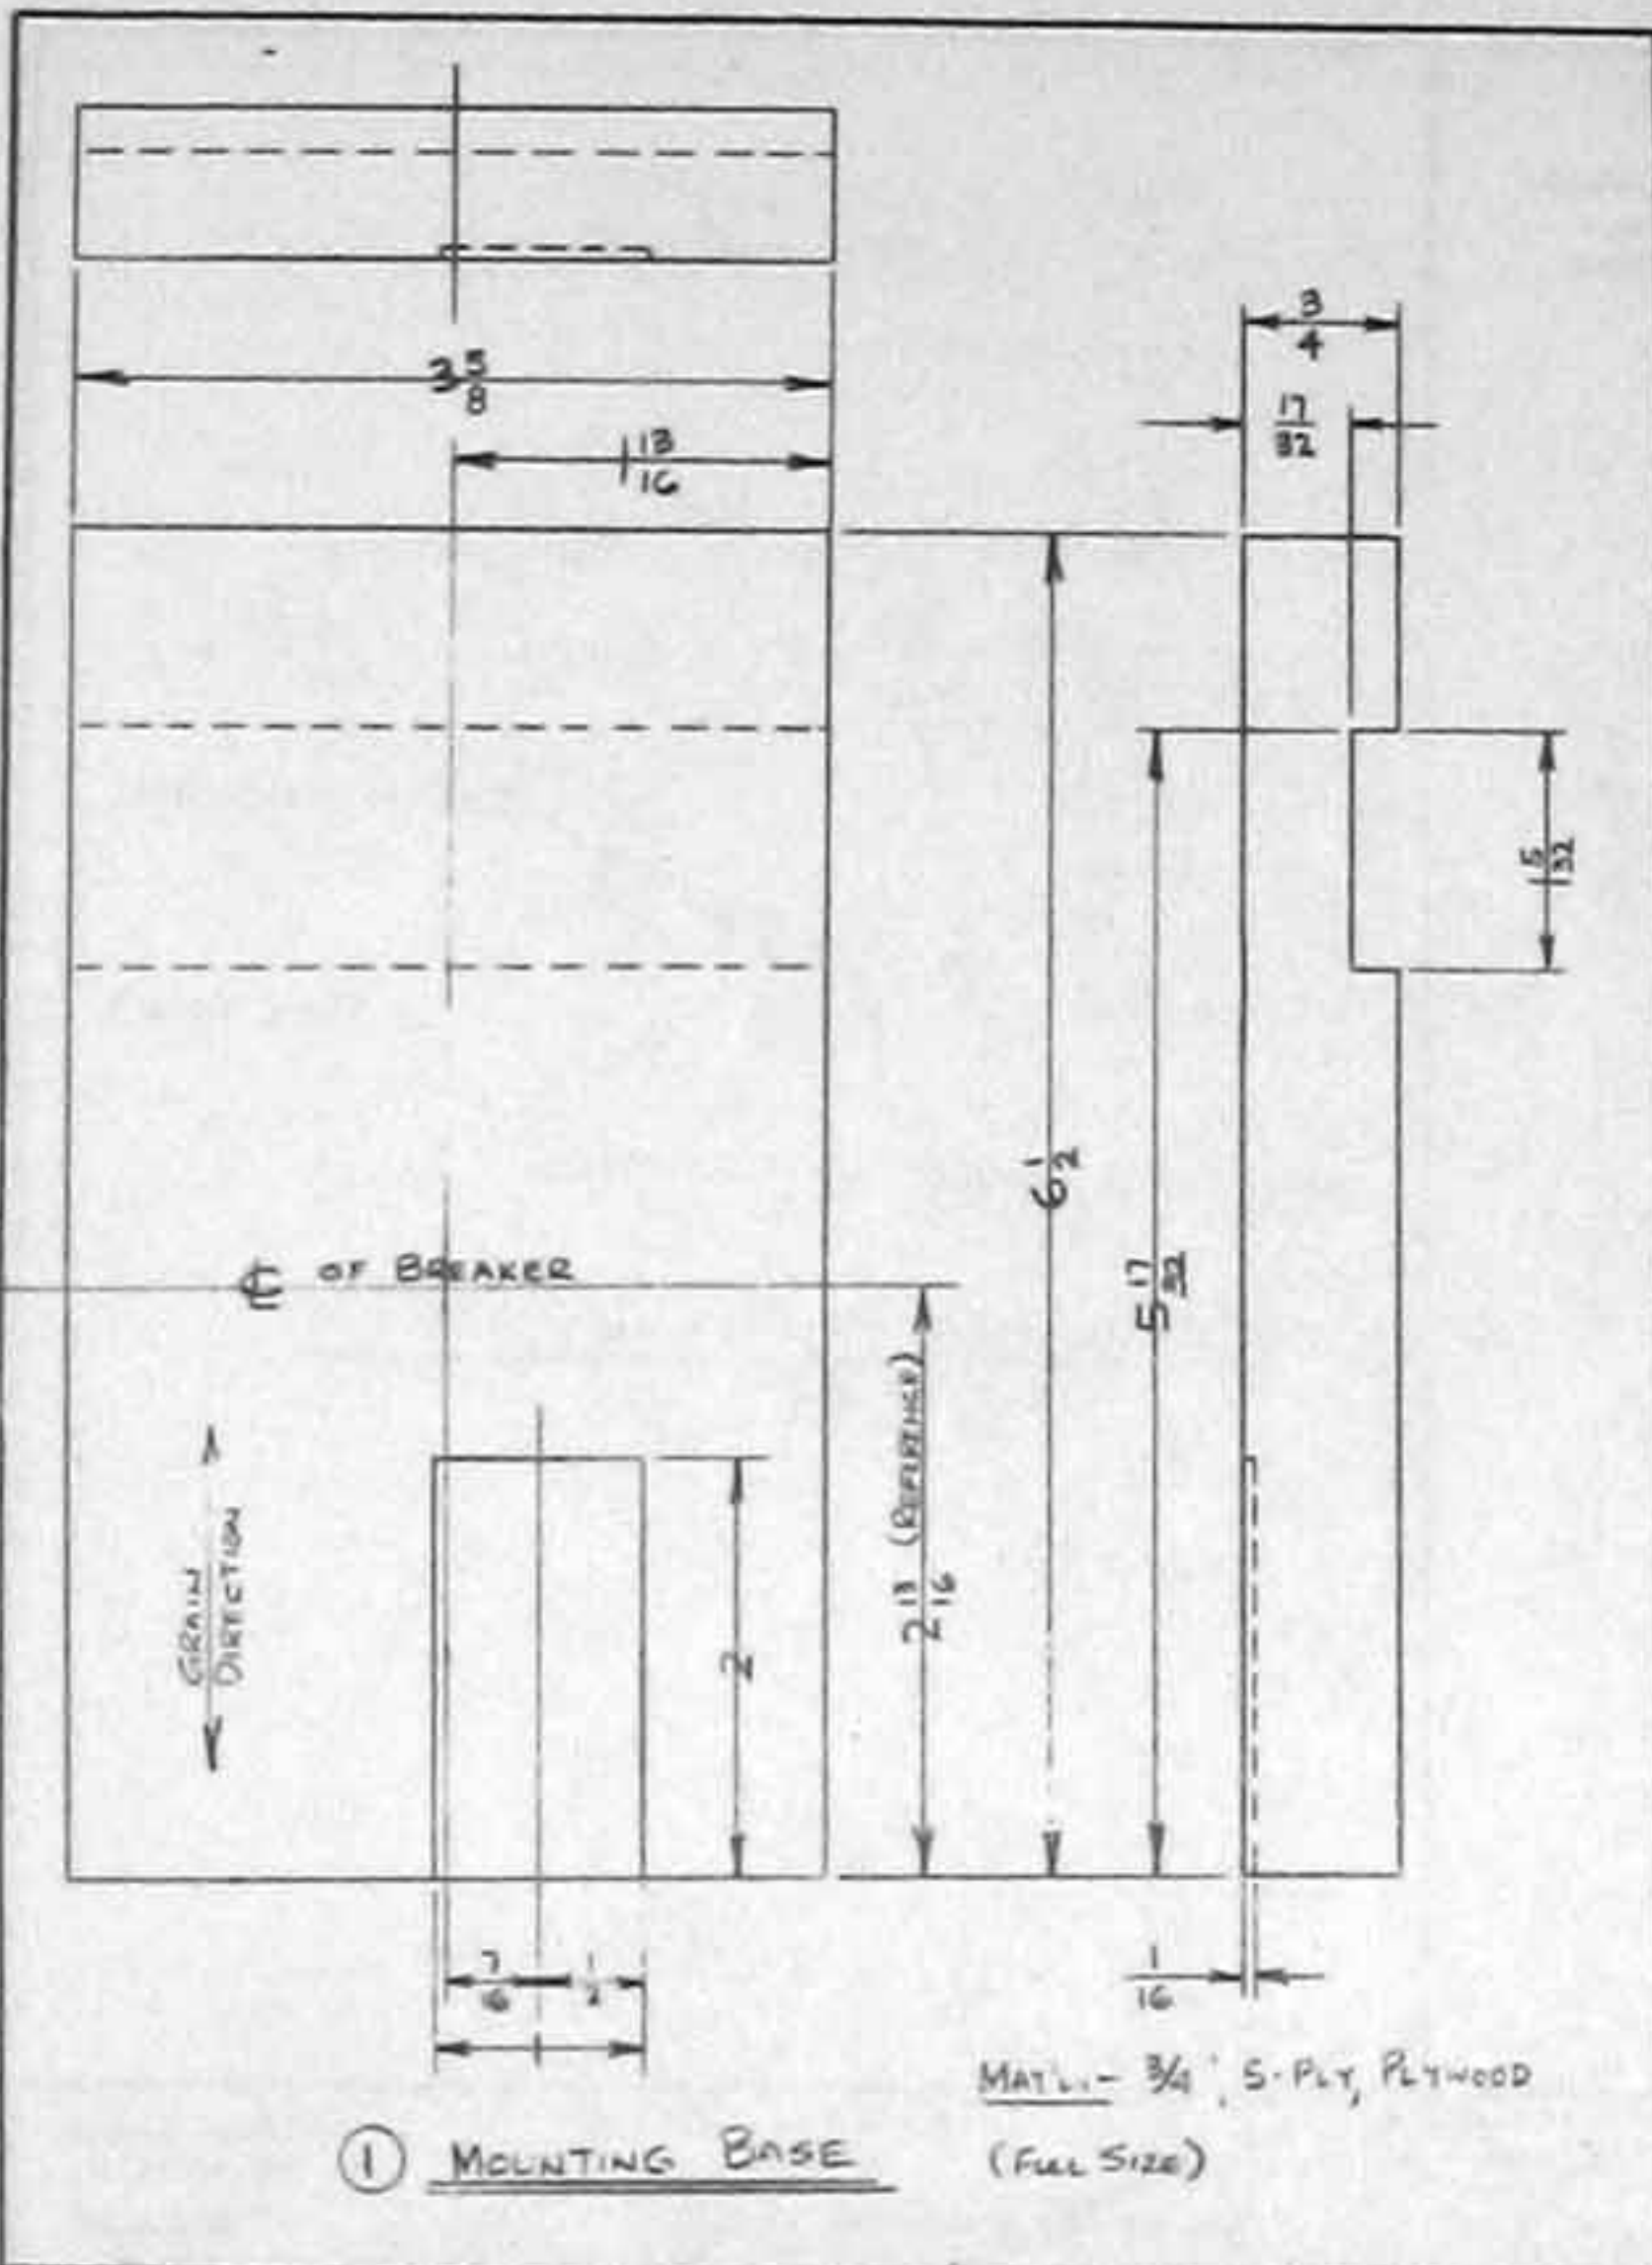 3 5/8
1 13/16
3/4
17/32
1 5/32
6 1/2
5 17/32
℄ OF BREAKER
2 13/16 (REFERENCE)
GRAIN
DIRECTION
2
7/16 1/2
1/16
MAT'L:- 3/4", 5-PLY, PLYWOOD
① MOUNTING BASE (FULL SIZE)